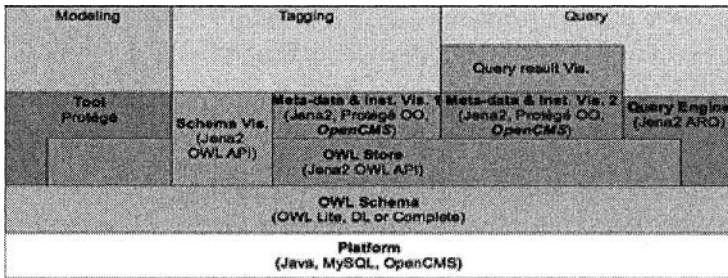 Modeling
Tagging
Query
Query result Vis.
Tool
Protégé
Schema Vis.
(Jena2
OWL API)
Meta-data & Inst. Vis. 1
(Jena2, Protégé OO,
OpenCMS)
Meta-data & Inst. Vis. 2
(Jena2, Protégé OO,
OpenCMS)
Query Engine
(Jena2 ARQ)
OWL Store
(Jena2 OWL API)
OWL Schema
(OWL Lite, DL or Complete)
Platform
(Java, MySQL, OpenCMS)